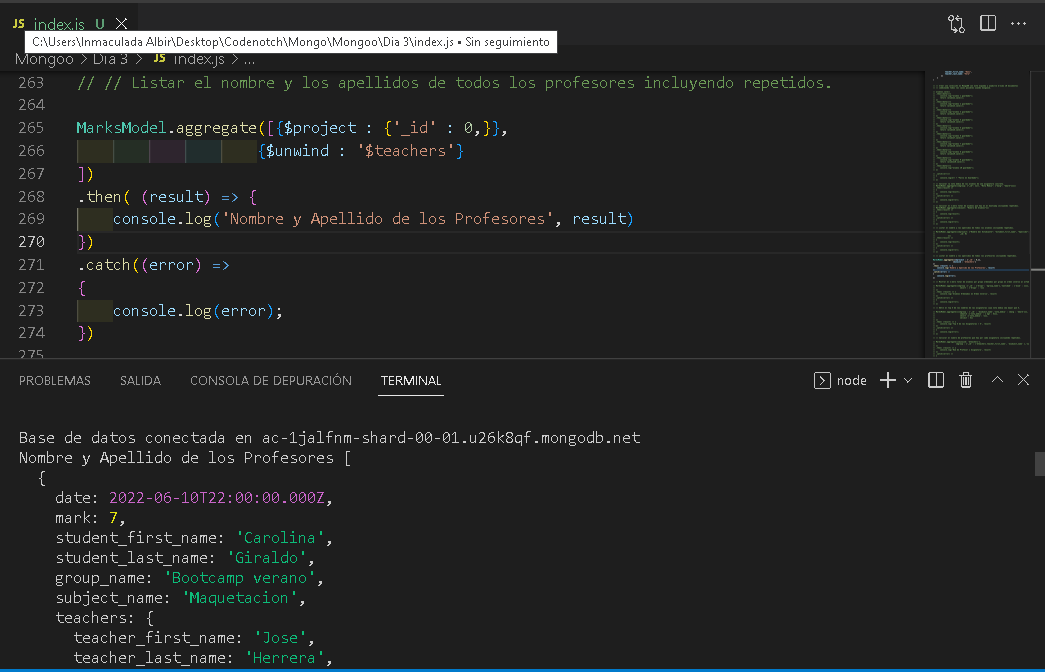 JS index.js U
C:\Users\Inmaculada Albir\Desktop\Codenotch\Mongo\Mongoo\Dia 3\index.js • Sin seguimiento
Mongoo > Dia 3 > JS index.js > ...
263 // // Listar el nombre y los apellidos de todos los profesores incluyendo repetidos.
264
265 MarksModel.aggregate([{$project : {'_id' : 0,}},
266 {$unwind : '$teachers'}
267 ])
268 .then( (result) => {
269 console.log('Nombre y Apellido de los Profesores', result)
270 })
271 .catch((error) =>
272 {
273 console.log(error);
274 })
275
PROBLEMAS SALIDA CONSOLA DE DEPURACIÓN TERMINAL node
Base de datos conectada en ac-1jalfnm-shard-00-01.u26k8qf.mongodb.net
Nombre y Apellido de los Profesores [
{
date: 2022-06-10T22:00:00.000Z,
mark: 7,
student_first_name: 'Carolina',
student_last_name: 'Giraldo',
group_name: 'Bootcamp verano',
subject_name: 'Maquetacion',
teachers: {
teacher_first_name: 'Jose',
teacher_last_name: 'Herrera',